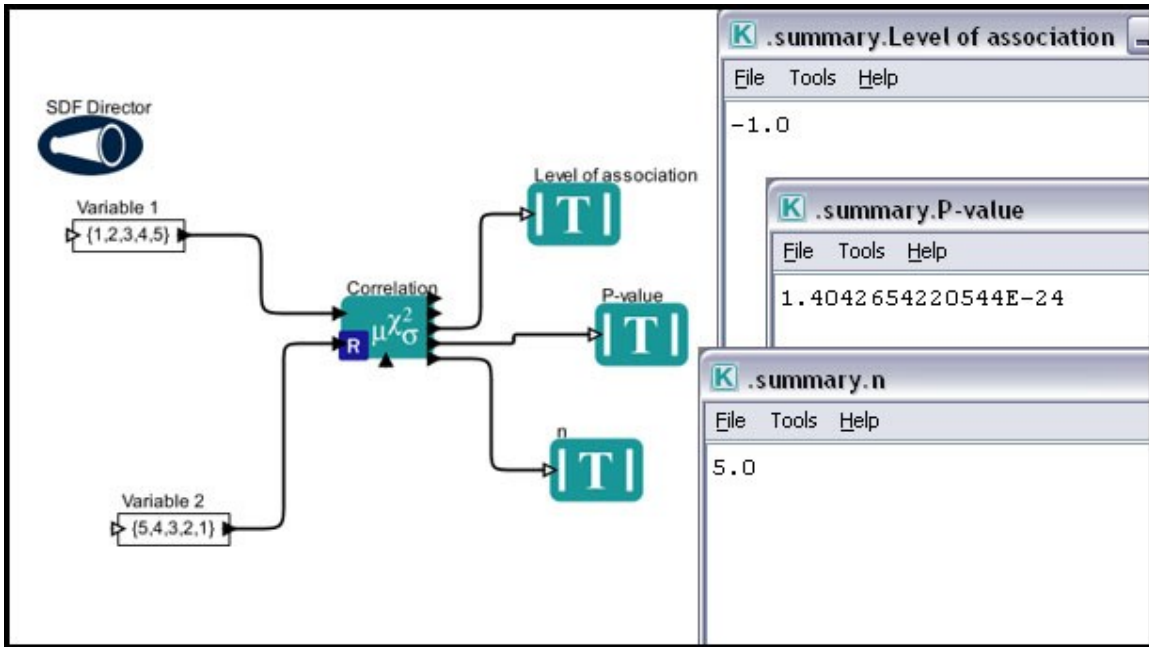 SDF Director
Variable 1
{1,2,3,4,5}
Correlation
μχ²σ
R
Level of association
T
P-value
T
n
T
Variable 2
{5,4,3,2,1}
K .summary.Level of association
File Tools Help
-1.0
K .summary.P-value
File Tools Help
1.4042654220544E-24
K .summary.n
File Tools Help
5.0